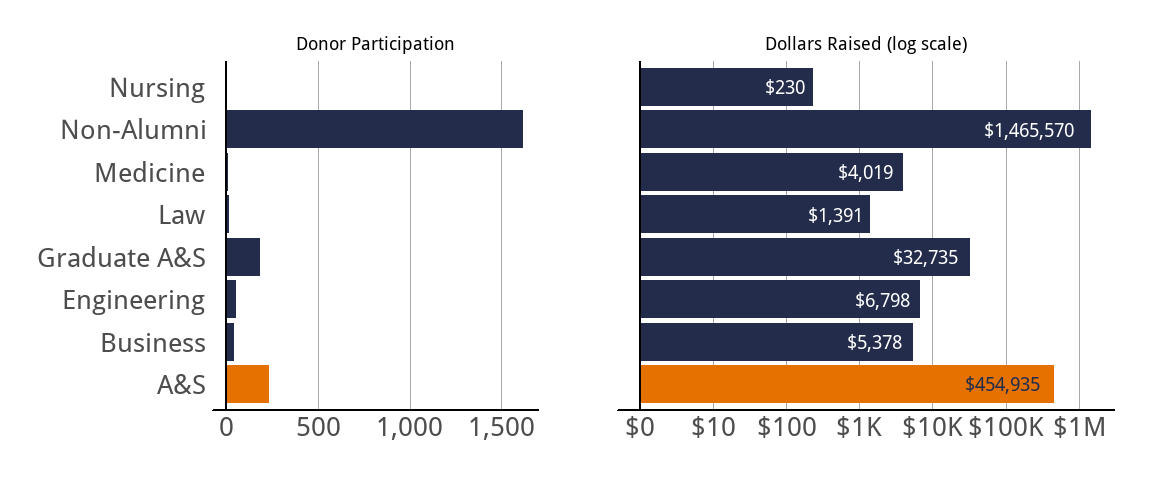 Donor Participation
Dollars Raised (log scale)
Nursing
$230
Non-Alumni
$1,465,570
Medicine
$4,019
Law
$1,391
Graduate A&S
$32,735
Engineering
$6,798
Business
$5,378
A&S
$454,935
0 500 1,000 1,500
$0 $10 $100 $1K $10K $100K $1M